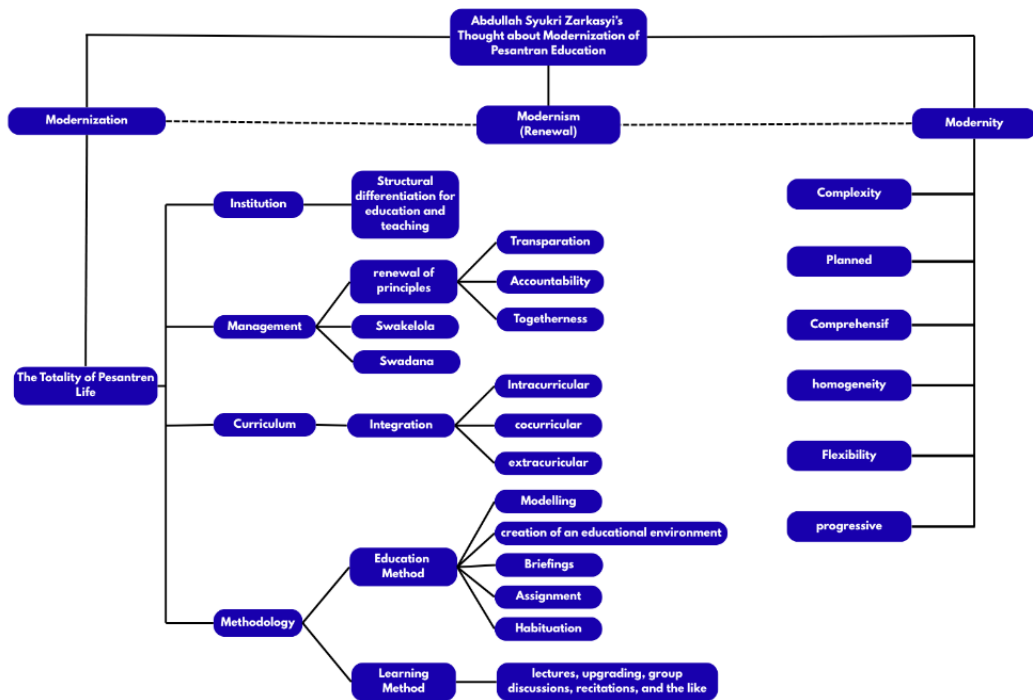 Abdullah Syukri Zarkasyi's
Thought about Modernization of
Pesantran Education
Modernization
Modernism
(Renewal)
Modernity
Institution
Structural
differentiation for
education and
teaching
Management
renewal of
principles
Transparation
Accountability
Togetherness
Swakelola
Swadana
The Totality of Pesantren
Life
Curriculum
Integration
Intracurricular
cocurricular
extracuricular
Methodology
Education
Method
Modelling
creation of an educational environment
Briefings
Assignment
Habituation
Learning
Method
lectures, upgrading, group
discussions, recitations, and the like
Complexity
Planned
Comprehensif
homogeneity
Flexibility
progressive